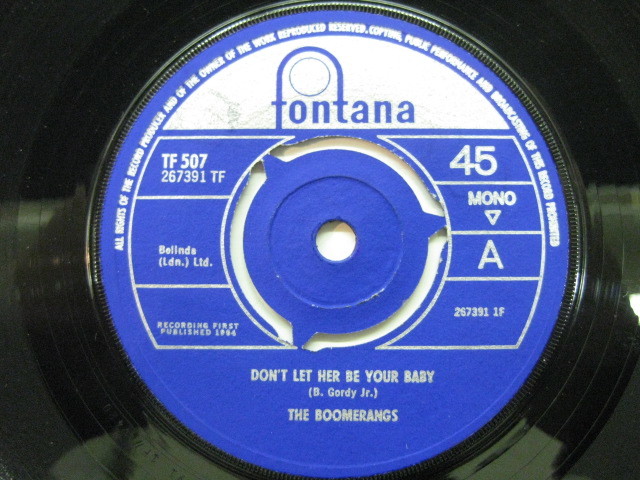 ALL RIGHTS OF THE RECORD PRODUCER AND OF THE OWNER OF THE WORK REPRODUCED RESERVED. COPYING, PUBLIC PERFORMANCE AND BROADCASTING OF THIS RECORD PROHIBITED
fontana
TF 507
267391 TF
45
MONO
A
Belinda
(Ldn.) Ltd.
267391 1F
RECORDING FIRST
PUBLISHED 1964
DON'T LET HER BE YOUR BABY
(B. Gordy Jr.)
THE BOOMERANGS